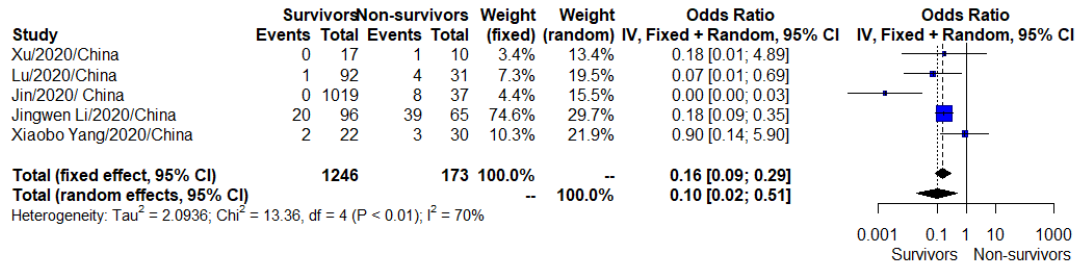 Survivors Non-survivors Weight Weight Odds Ratio Odds Ratio
Study Events Total Events Total (fixed) (random) IV, Fixed + Random, 95% CI IV, Fixed + Random, 95% CI
Xu/2020/China 0 17 1 10 3.4% 13.4% 0.18 [0.01; 4.89]
Lu/2020/China 1 92 4 31 7.3% 19.5% 0.07 [0.01; 0.69]
Jin/2020/ China 0 1019 8 37 4.4% 15.5% 0.00 [0.00; 0.03]
Jingwen Li/2020/China 20 96 39 65 74.6% 29.7% 0.18 [0.09; 0.35]
Xiaobo Yang/2020/China 2 22 3 30 10.3% 21.9% 0.90 [0.14; 5.90]
Total (fixed effect, 95% CI) 1246 173 100.0% -- 0.16 [0.09; 0.29]
Total (random effects, 95% CI) -- 100.0% 0.10 [0.02; 0.51]
Heterogeneity: Tau² = 2.0936; Chi² = 13.36, df = 4 (P < 0.01); I² = 70%
0.001 0.1 1 10 1000
Survivors Non-survivors